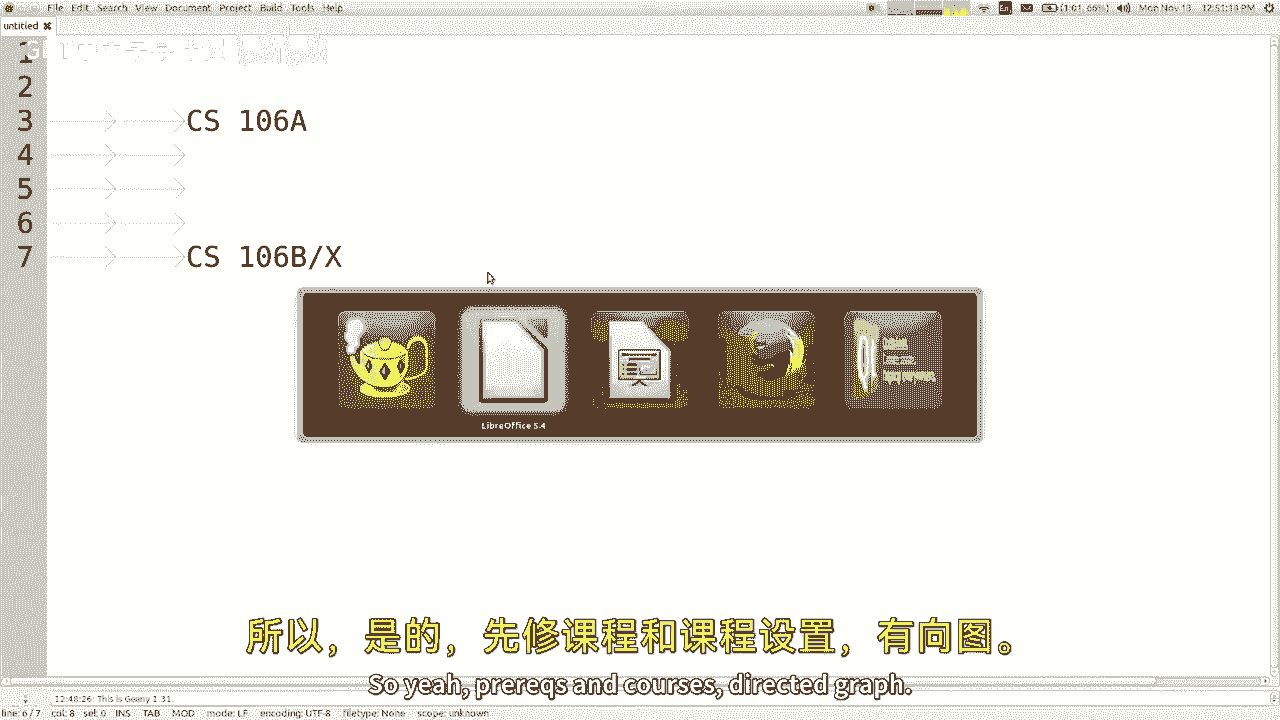 File Edit Search View Document Project Build Tools Help
En (1:01, 66%) Mon Nov 13
untitled
1
2
3 CS 106A
4
5
6
7 CS 106B/X
LibreOffice 5.4
所以，是的，先修课程和课程设置，有向图。
So yeah, prereqs and courses, directed graph.
12:48:26: This is Geany 1.31.
line: 6 / 7 col: 8 sel: 0 INS TAB MOD mode: LF encoding: UTF-8 filetype: None scope: unknown